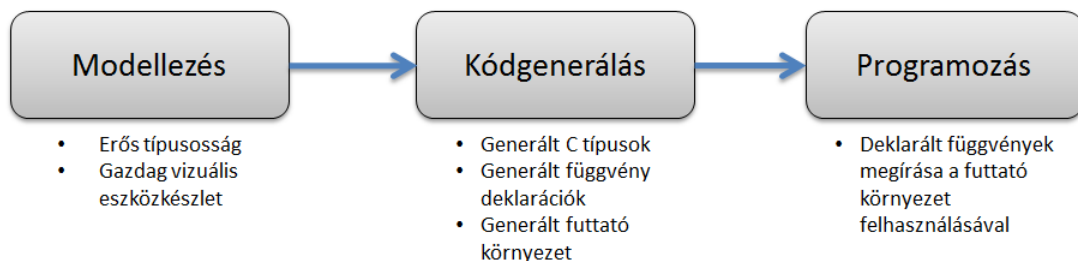 Modellezés
Kódgenerálás
Programozás
• Erős típusosság
• Gazdag vizuális
eszközkészlet
• Generált C típusok
• Generált függvény
deklarációk
• Generált futtató
környezet
• Deklarált függvények
megírása a futtató
környezet
felhasználásával